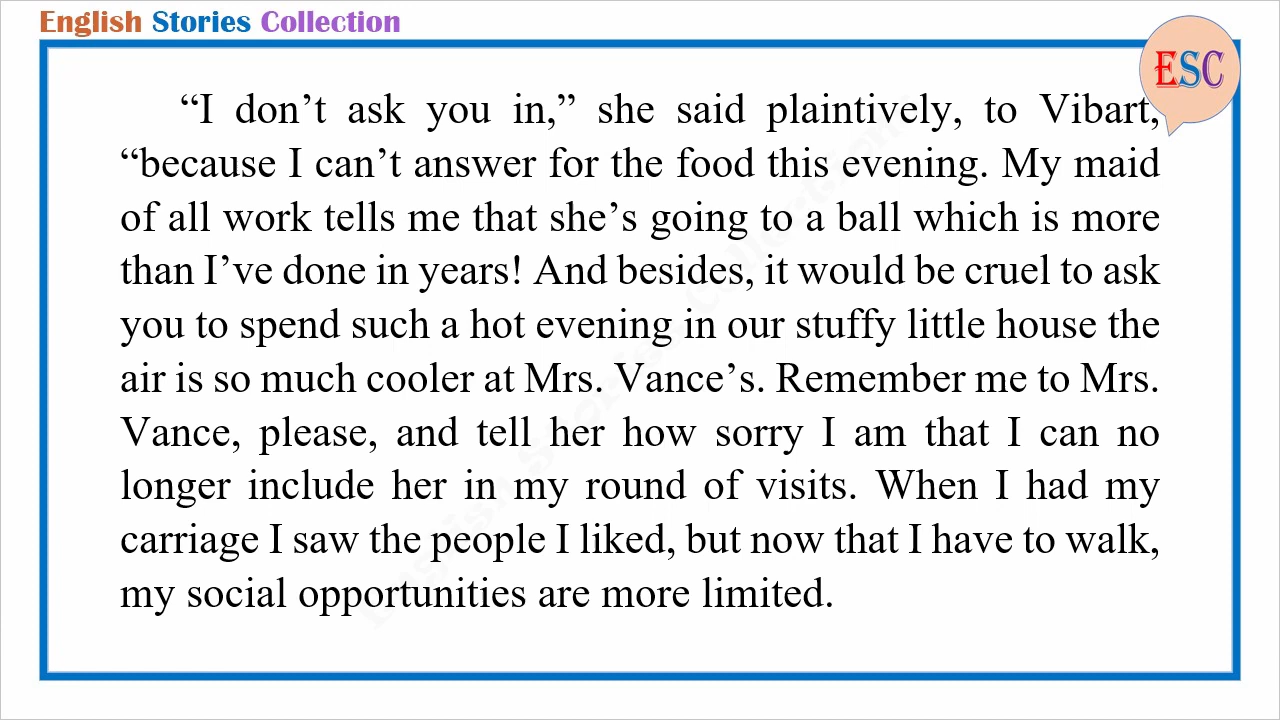 English Stories Collection
ESC
“I don’t ask you in,” she said plaintively, to Vibart,
“because I can’t answer for the food this evening. My maid
of all work tells me that she’s going to a ball which is more
than I’ve done in years! And besides, it would be cruel to ask
you to spend such a hot evening in our stuffy little house the
air is so much cooler at Mrs. Vance’s. Remember me to Mrs.
Vance, please, and tell her how sorry I am that I can no
longer include her in my round of visits. When I had my
carriage I saw the people I liked, but now that I have to walk,
my social opportunities are more limited.
English Stories Collection